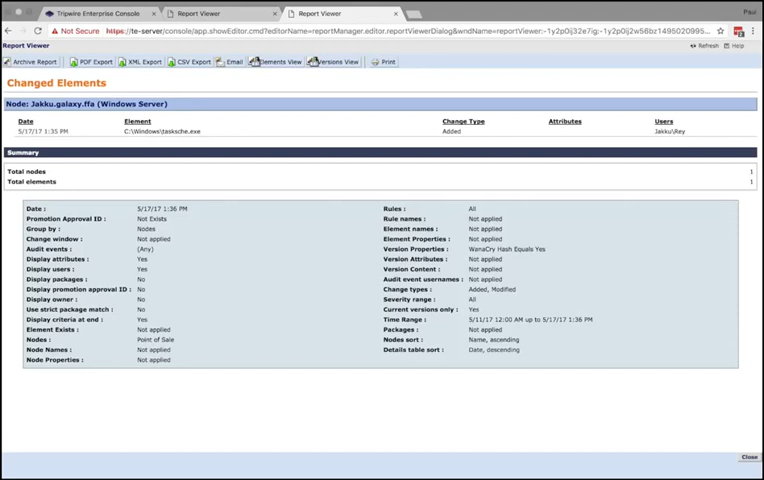 Tripwire Enterprise Console
Report Viewer
Report Viewer
Paul
Not Secure https://te-server/console/app.showEditor.cmd?editorName=reportManager.editor.reportViewerDialog&wndName=reportViewer:-1y2p0ij32e7ig:-1y2p0ij2w56bz1495020995...
Report Viewer
Refresh Help
Archive Report PDF Export XML Export CSV Export Email Elements View Versions View Print
Changed Elements
Node: Jakku.galaxy.ffa (Windows Server)
Date Element Change Type Attributes Users
5/17/17 1:35 PM C:\Windows\tasksche.exe Added Jakku\Rey
Summary
Total nodes 1
Total elements 1
Date : 5/17/17 1:36 PM Rules : All
Promotion Approval ID : Not Exists Rule names : Not applied
Group by : Nodes Element names : Not applied
Change window : Not applied Element Properties : Not applied
Audit events : (Any) Version Properties : WanaCry Hash Equals Yes
Display attributes : Yes Version Attributes : Not applied
Display users : Yes Version Content : Not applied
Display packages : No Audit event usernames : Not applied
Display promotion approval ID : No Change types : Added, Modified
Display owner : No Severity range : All
Use strict package match : No Current versions only : Yes
Display criteria at end : Yes Time Range : 5/11/17 12:00 AM up to 5/17/17 1:36 PM
Element Exists : Not applied Packages : Not applied
Nodes : Point of Sale Nodes sort : Name, ascending
Node Names : Not applied Details table sort : Date, descending
Node Properties : Not applied
Close